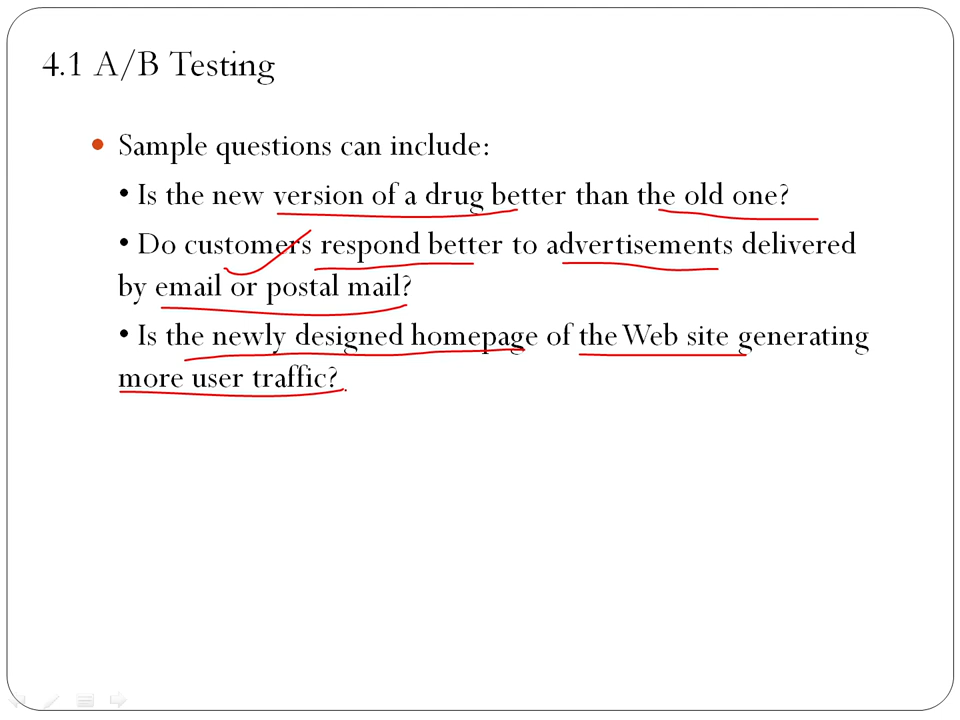 4.1 A/B Testing
• Sample questions can include:
• Is the new version of a drug better than the old one?
• Do customers respond better to advertisements delivered
by email or postal mail?
• Is the newly designed homepage of the Web site generating
more user traffic?